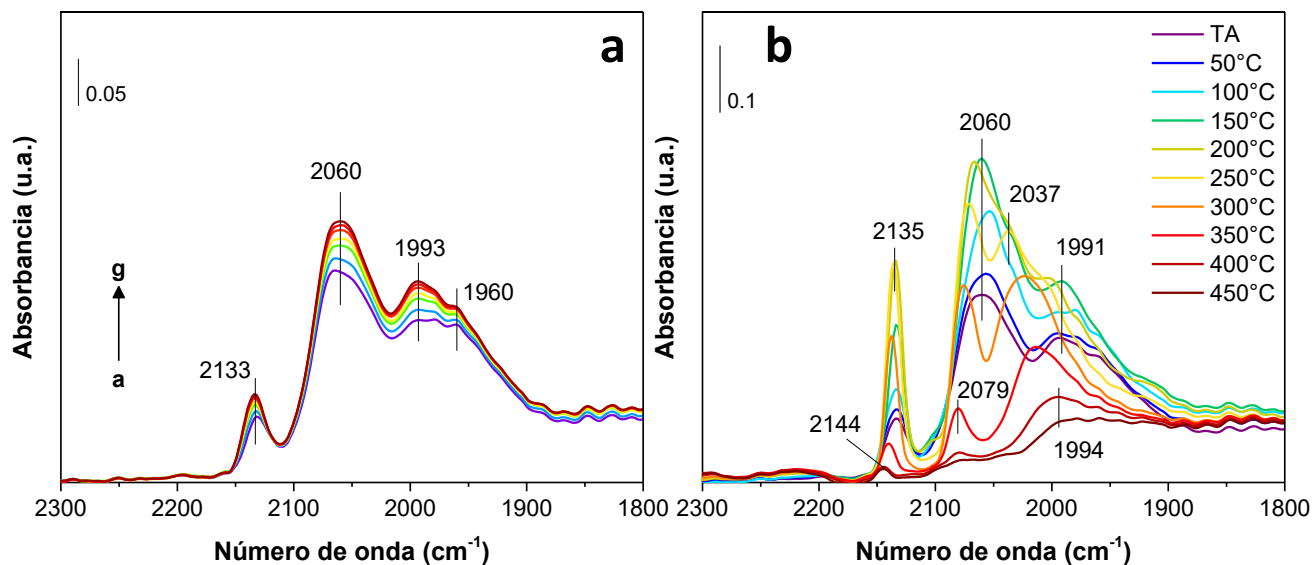 a
0.05
2060
1993
1960
2133
g
a
Absorbancia (u.a.)
2300 2200 2100 2000 1900 1800
Número de onda (cm⁻¹)
b
0.1
2060
2037
2135
1991
2079
2144
1994
TA
50°C
100°C
150°C
200°C
250°C
300°C
350°C
400°C
450°C
Absorbancia (u.a.)
2300 2200 2100 2000 1900 1800
Número de onda (cm⁻¹)